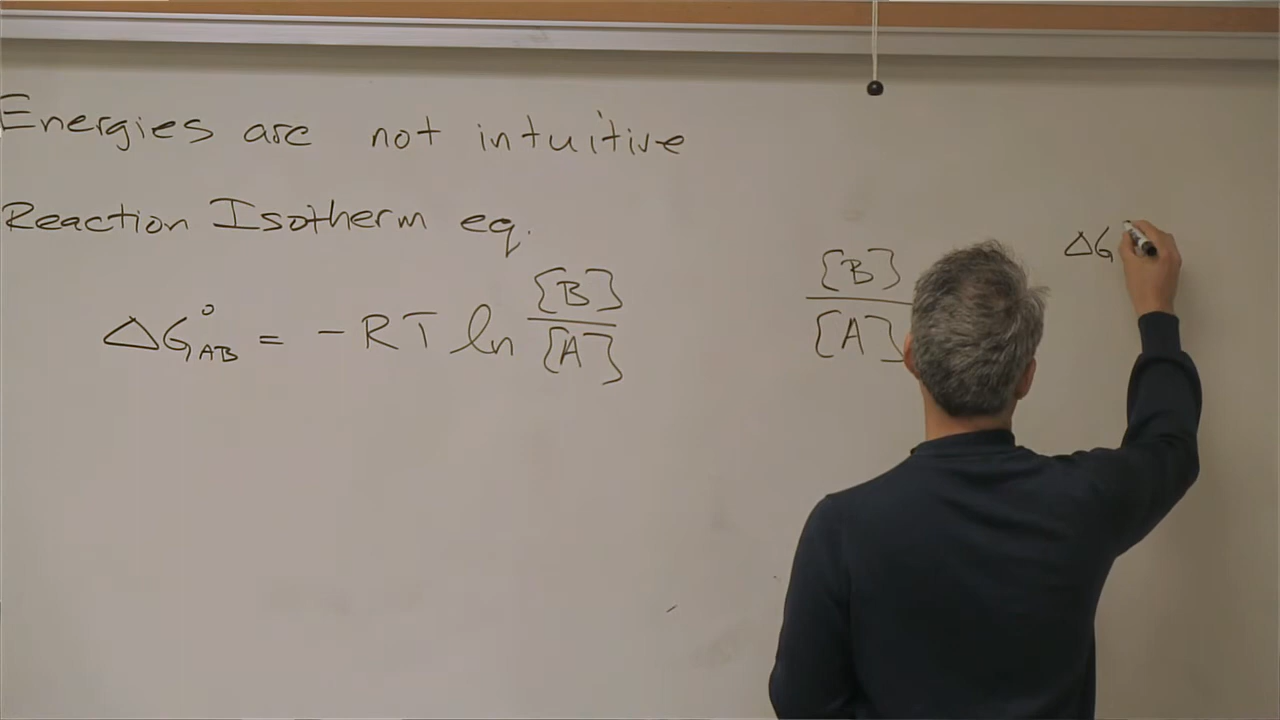 Energies are not intuitive
Reaction Isotherm eq.
ΔG°AB = -RT ln [B]/[A]
[B]/[A]
ΔG